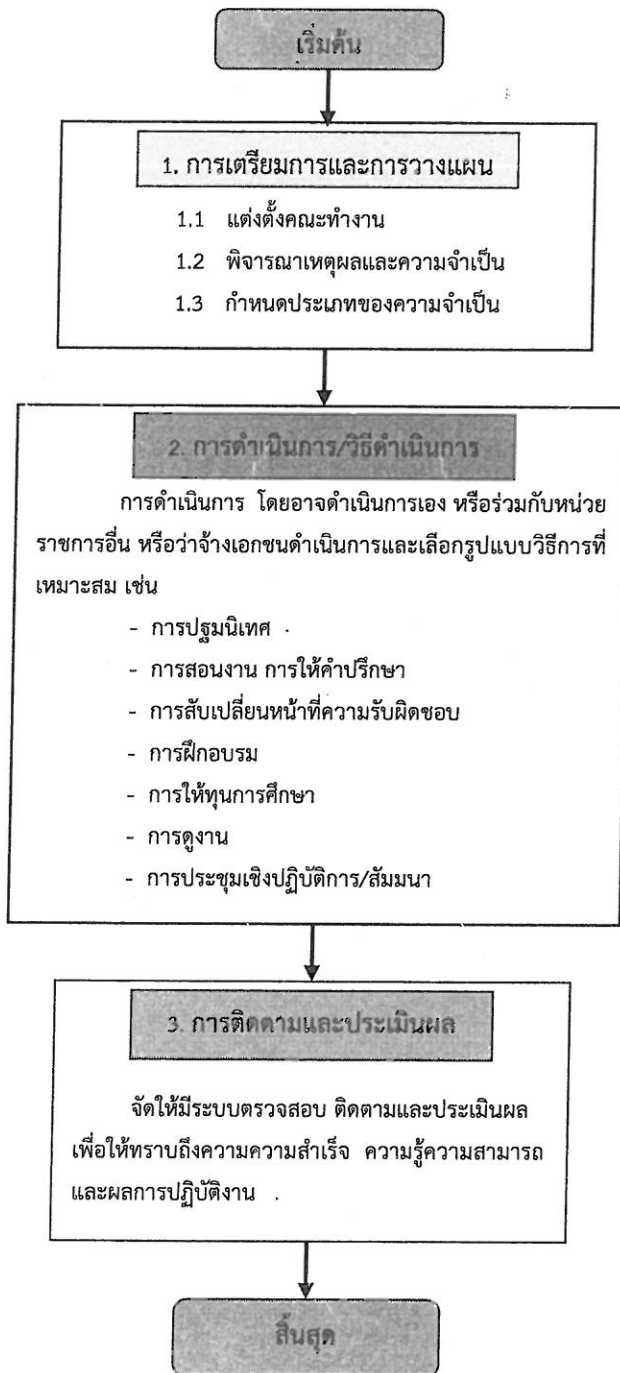 เริ่มต้น
1. การเตรียมการและการวางแผน
1.1 แต่งตั้งคณะทำงาน
1.2 พิจารณาเหตุผลและความจำเป็น
1.3 กำหนดประเภทของความจำเป็น
2. การดำเนินการ/วิธีดำเนินการ
การดำเนินการ โดยอาจดำเนินการเอง หรือร่วมกับหน่วย
ราชการอื่น หรือว่าจ้างเอกชนดำเนินการและเลือกรูปแบบวิธีการที่
เหมาะสม เช่น
- การปฐมนิเทศ
- การสอนงาน การให้คำปรึกษา
- การสับเปลี่ยนหน้าที่ความรับผิดชอบ
- การฝึกอบรม
- การให้ทุนการศึกษา
- การดูงาน
- การประชุมเชิงปฏิบัติการ/สัมมนา
3. การติดตามและประเมินผล
จัดให้มีระบบตรวจสอบ ติดตามและประเมินผล
เพื่อให้ทราบถึงความความสำเร็จ ความรู้ความสามารถ
และผลการปฏิบัติงาน .
สิ้นสุด